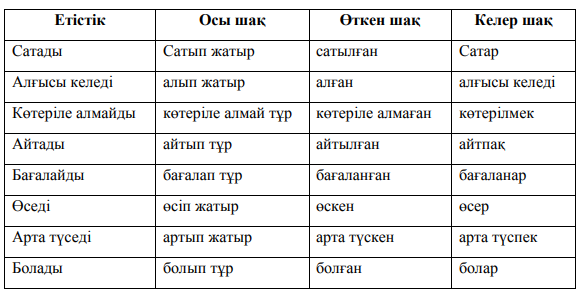 Етістік Осы шақ Өткен шақ Келер шақ
Сатады Сатып жатыр сатылған Сатар
Алғысы келеді алып жатыр алған алғысы келеді
Көтеріле алмайды көтеріле алмай тұр көтеріле алмаған көтерілмек
Айтады айтып тұр айтылған айтпақ
Бағалайды бағалап тұр бағаланған бағаланар
Өседі өсіп жатыр өскен өсер
Арта түседі артып жатыр арта түскен арта түспек
Болады болып тұр болған болар